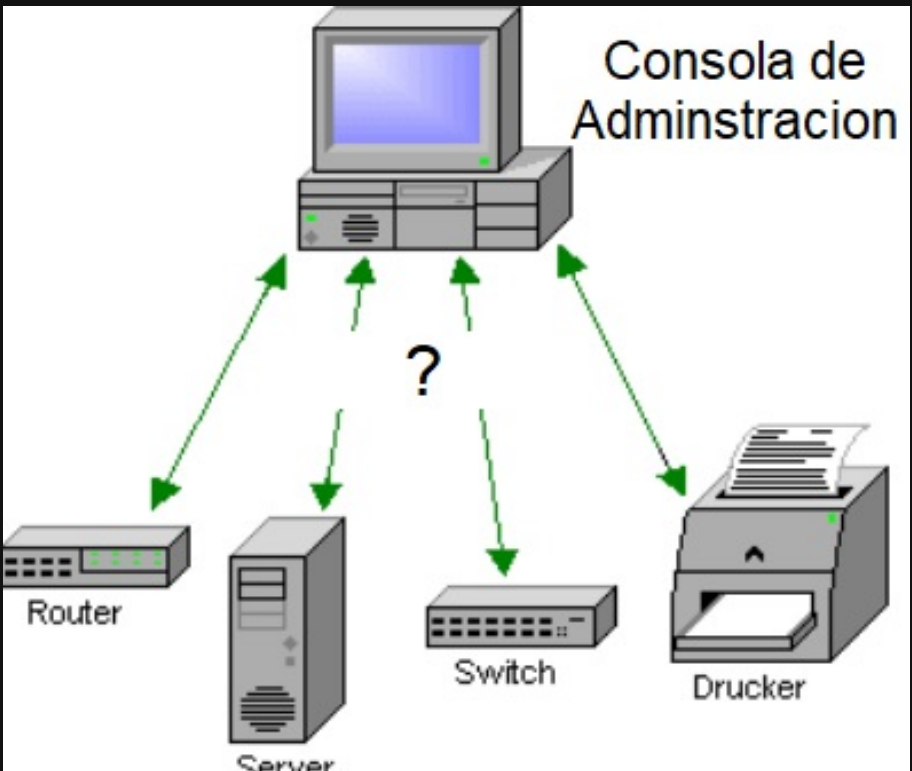 Consola de
Adminstracion
?
Router
Server
Switch
Drucker